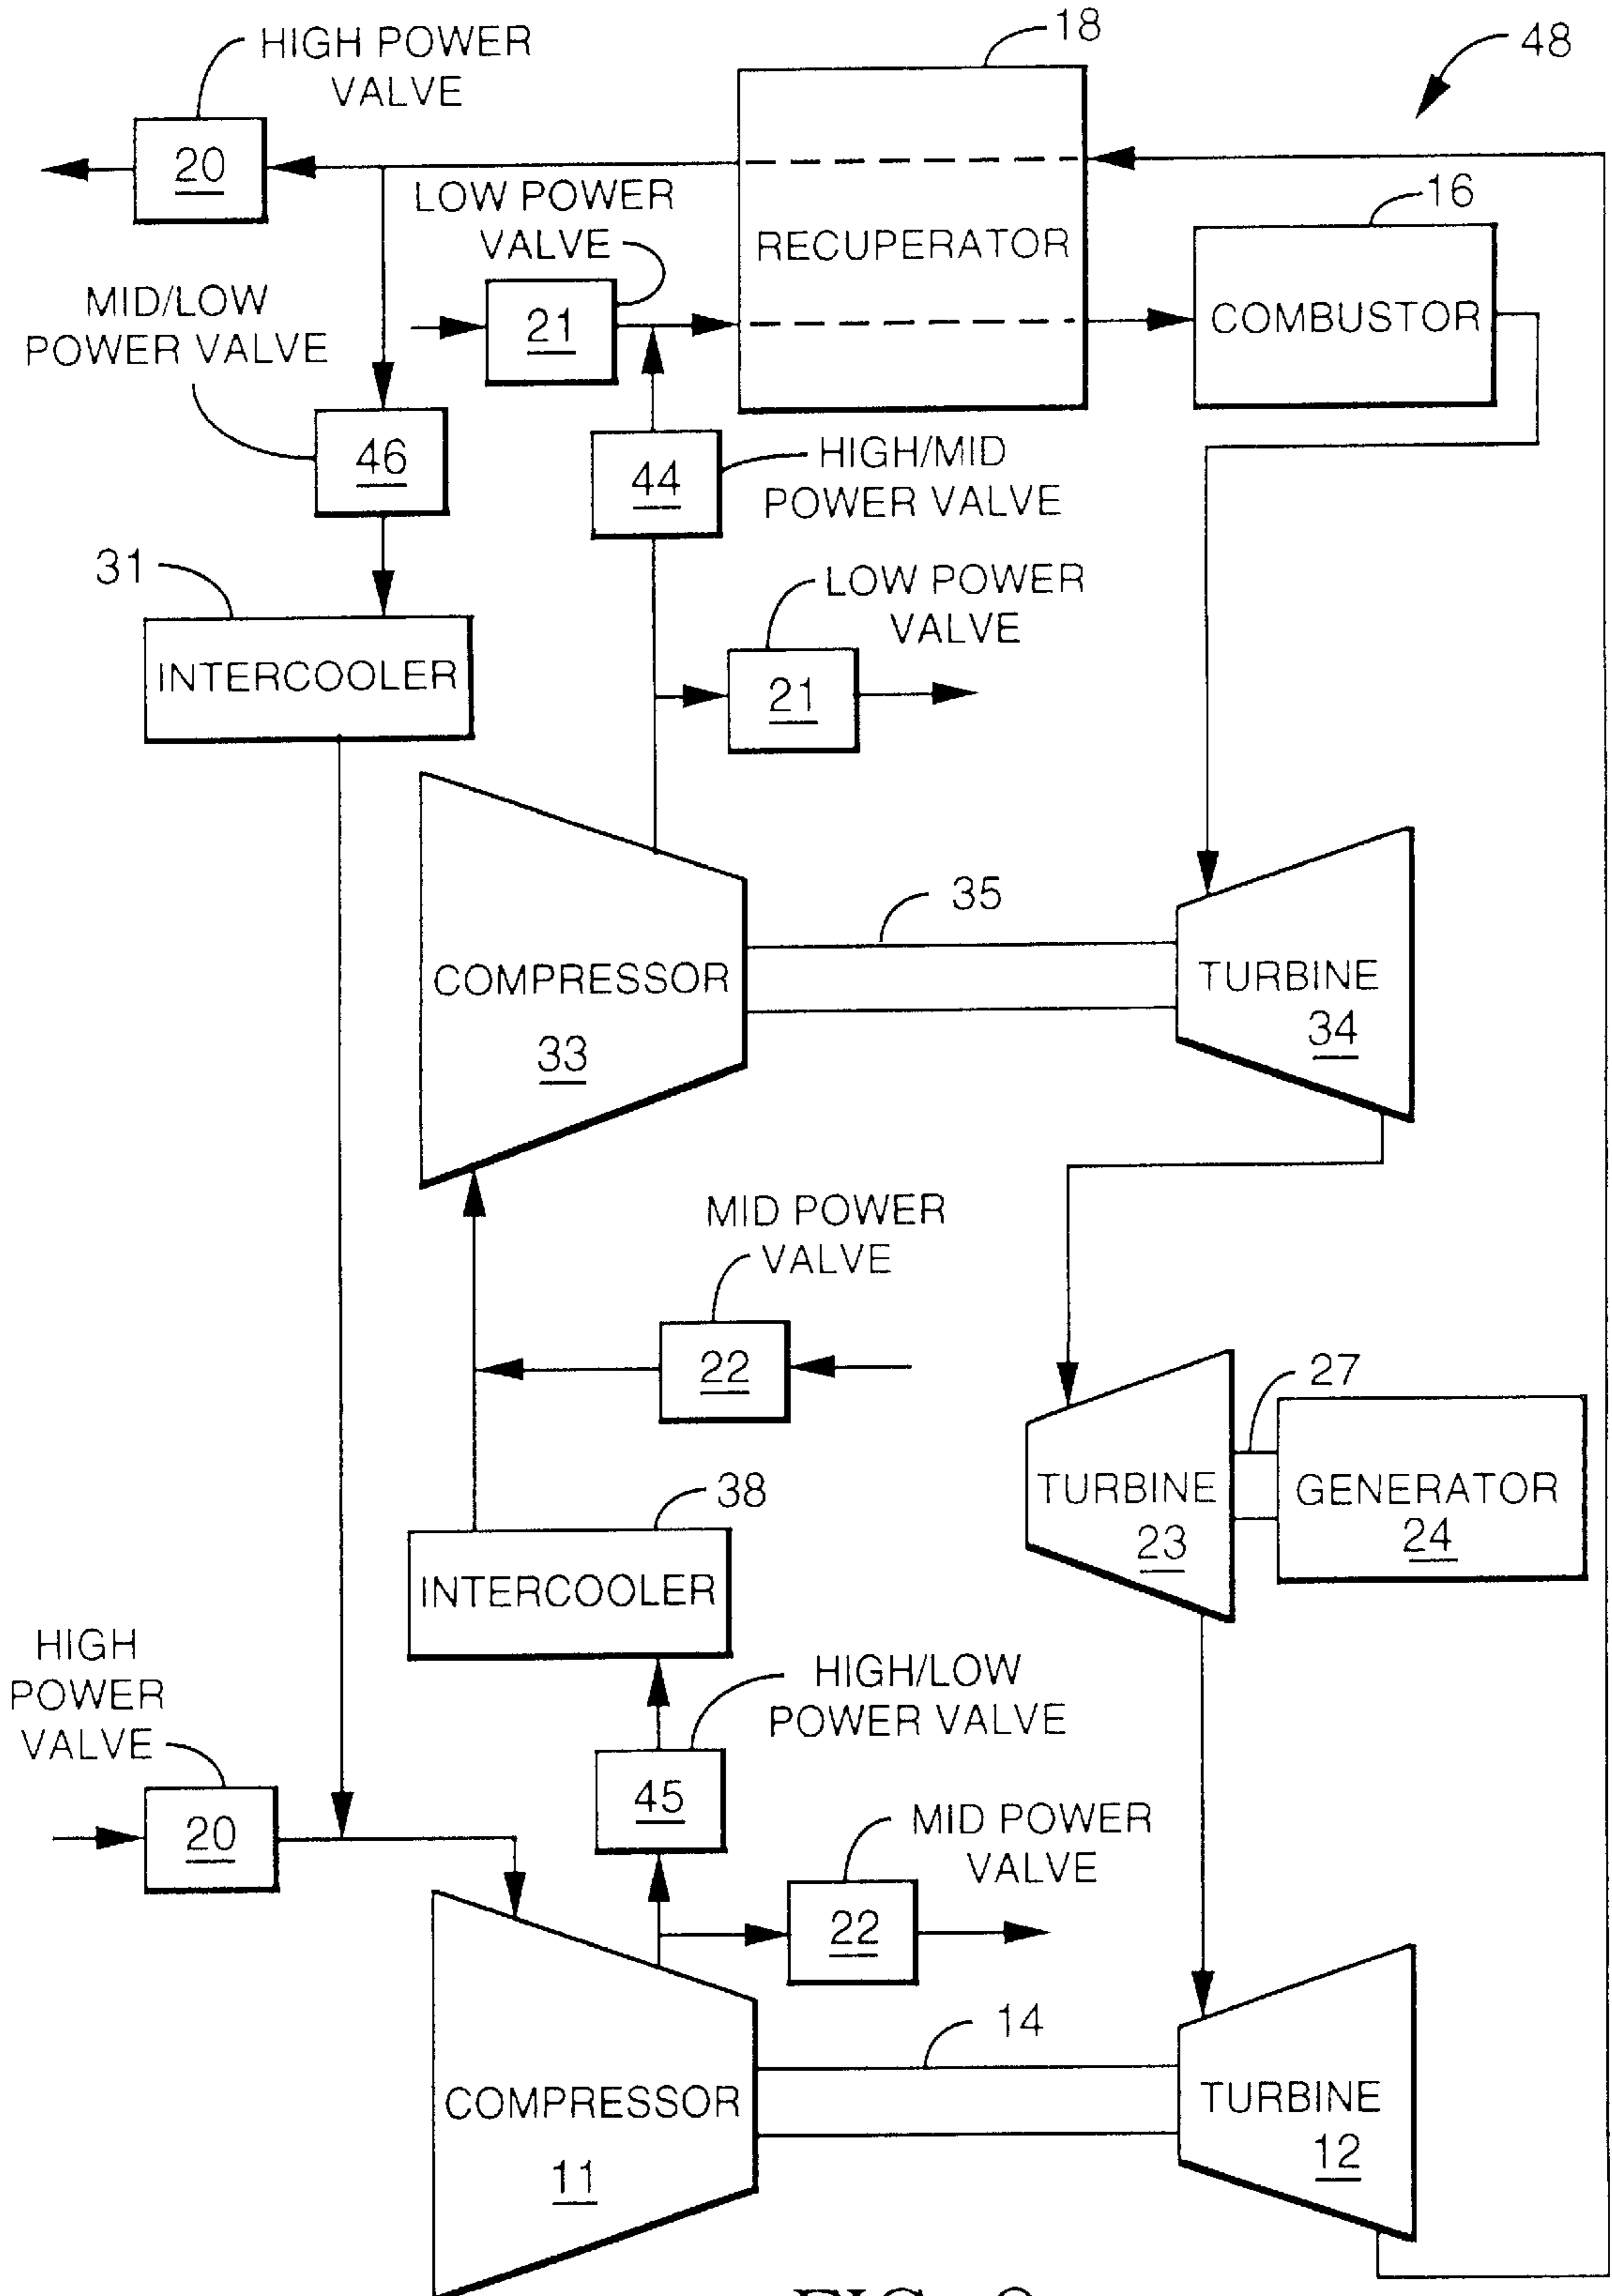 HIGH POWER
VALVE
18
48
20
LOW POWER
VALVE
16
RECUPERATOR
MID/LOW
POWER VALVE
21
COMBUSTOR
46
44
HIGH/MID
POWER VALVE
31
LOW POWER
VALVE
INTERCOOLER
21
35
COMPRESSOR
33
TURBINE
34
MID POWER
VALVE
22
27
38
TURBINE
23
GENERATOR
24
INTERCOOLER
HIGH
POWER
VALVE
HIGH/LOW
POWER VALVE
45
20
MID POWER
VALVE
22
14
COMPRESSOR
11
TURBINE
12